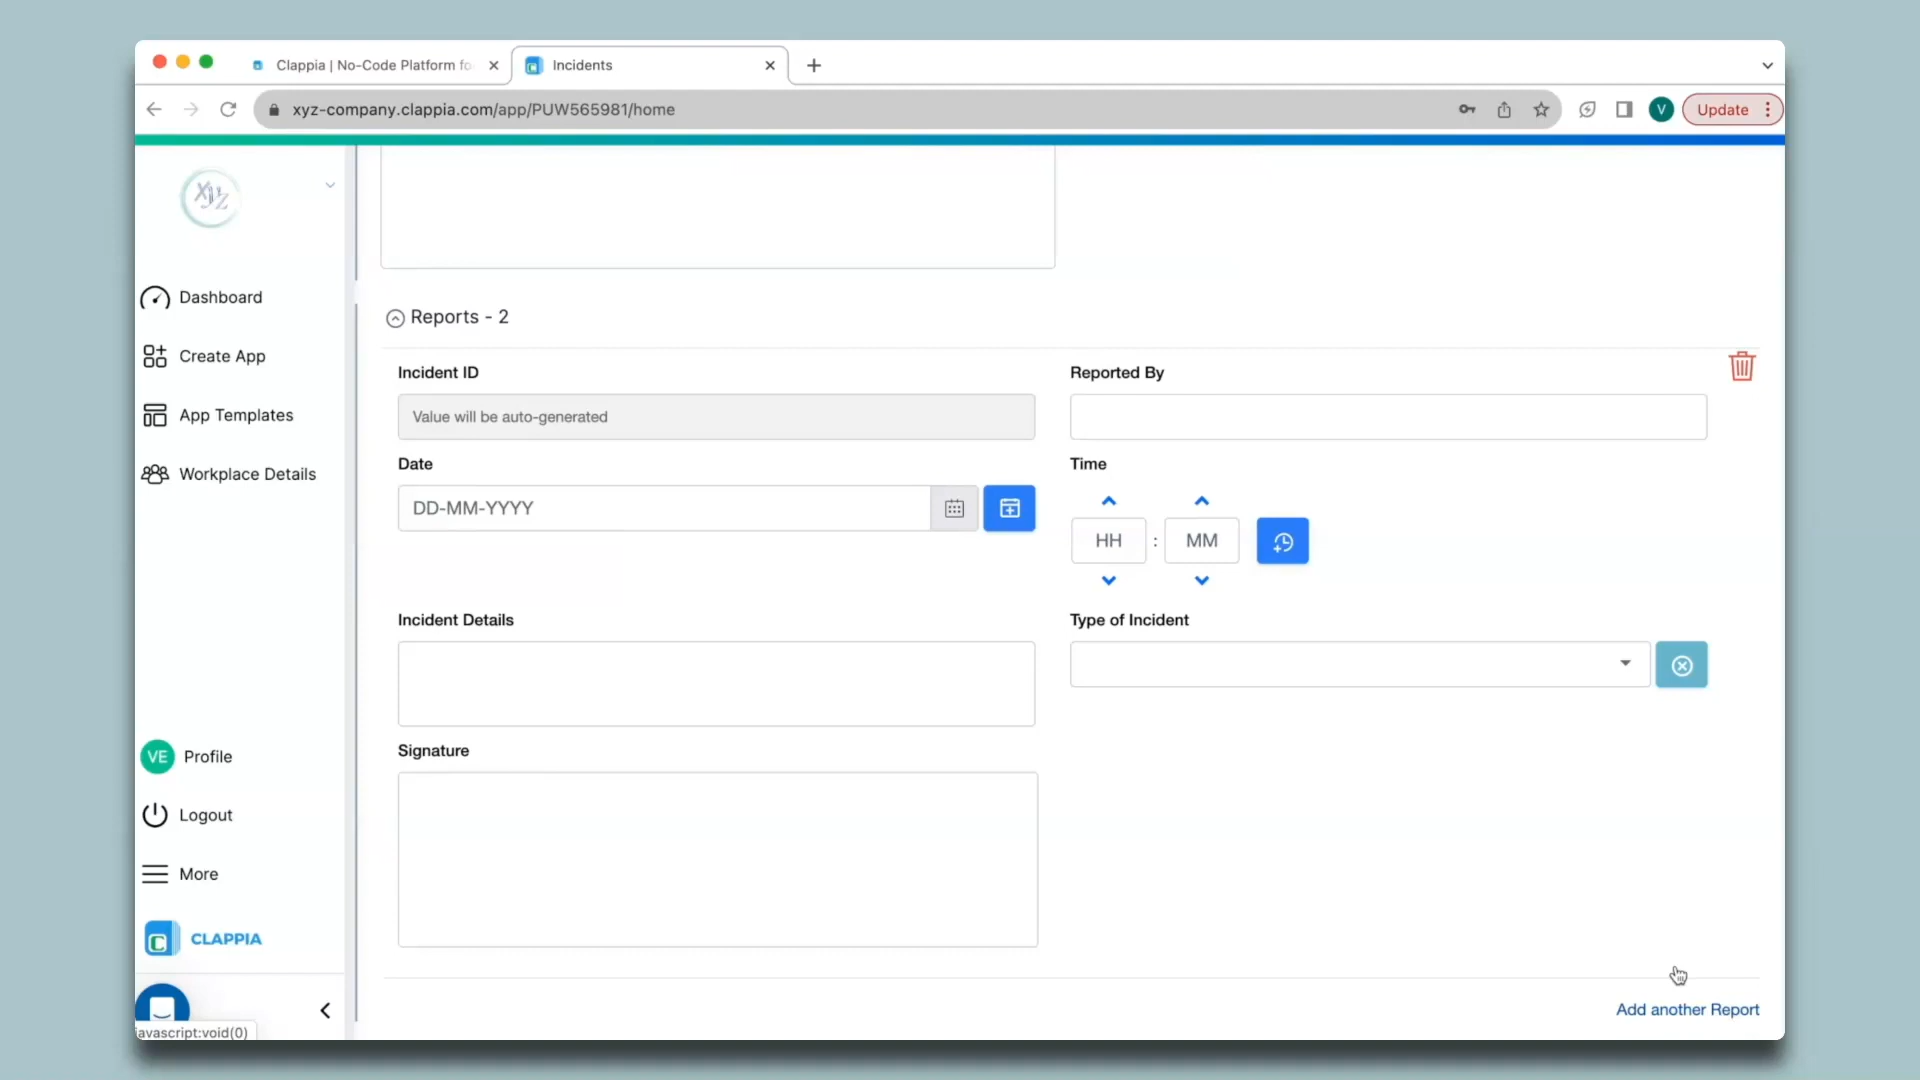 Clappia | No-Code Platform fo
Incidents
xyz-company.clappia.com/app/PUW565981/home
V
Update
Xyz
Dashboard
Create App
App Templates
Workplace Details
VE Profile
Logout
More
CLAPPIA
javascript:void(0)
Reports - 2
Incident ID
Reported By
Value will be auto-generated
Date
Time
DD-MM-YYYY
HH : MM
Incident Details
Type of Incident
Signature
Add another Report